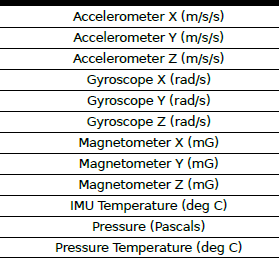 Accelerometer X (m/s/s)
Accelerometer Y (m/s/s)
Accelerometer Z (m/s/s)
Gyroscope X (rad/s)
Gyroscope Y (rad/s)
Gyroscope Z (rad/s)
Magnetometer X (mG)
Magnetometer Y (mG)
Magnetometer Z (mG)
IMU Temperature (deg C)
Pressure (Pascals)
Pressure Temperature (deg C)